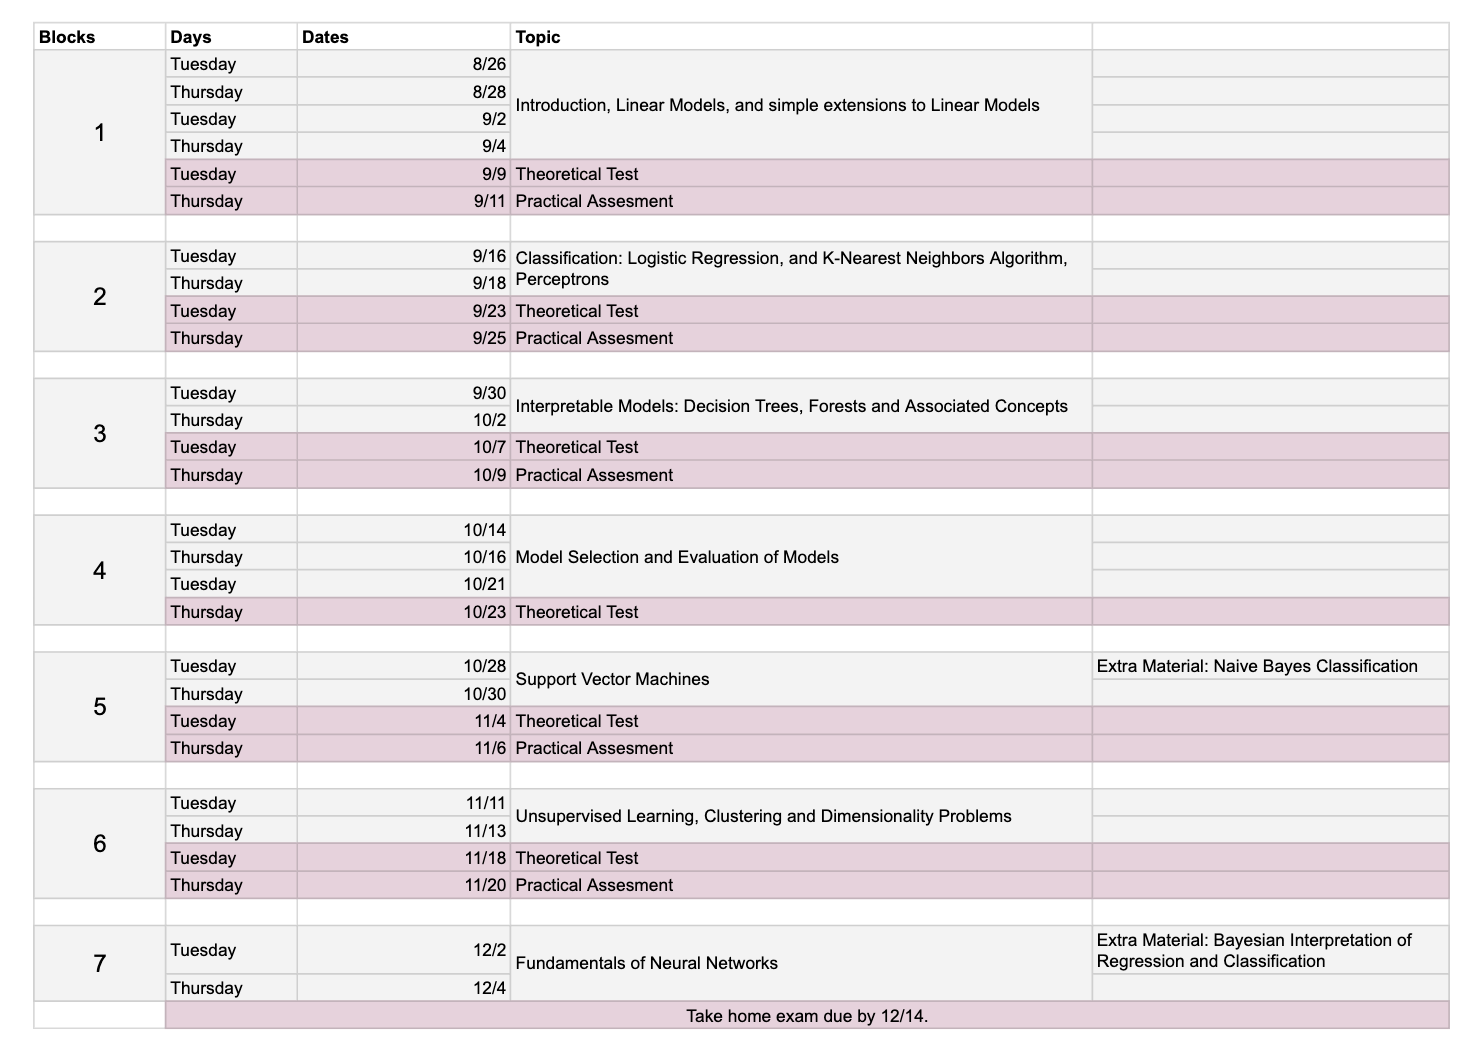 Blocks Days Dates Topic
1
Tuesday 8/26
Thursday 8/28
Tuesday 9/2
Thursday 9/4
Introduction, Linear Models, and simple extensions to Linear Models
Tuesday 9/9 Theoretical Test
Thursday 9/11 Practical Assesment
2
Tuesday 9/16
Thursday 9/18
Classification: Logistic Regression, and K-Nearest Neighbors Algorithm,
Perceptrons
Tuesday 9/23 Theoretical Test
Thursday 9/25 Practical Assesment
3
Tuesday 9/30
Thursday 10/2
Interpretable Models: Decision Trees, Forests and Associated Concepts
Tuesday 10/7 Theoretical Test
Thursday 10/9 Practical Assesment
4
Tuesday 10/14
Thursday 10/16
Tuesday 10/21
Model Selection and Evaluation of Models
Thursday 10/23 Theoretical Test
5
Tuesday 10/28
Thursday 10/30
Support Vector Machines
Extra Material: Naive Bayes Classification
Tuesday 11/4 Theoretical Test
Thursday 11/6 Practical Assesment
6
Tuesday 11/11
Thursday 11/13
Unsupervised Learning, Clustering and Dimensionality Problems
Tuesday 11/18 Theoretical Test
Thursday 11/20 Practical Assesment
7
Tuesday 12/2
Thursday 12/4
Fundamentals of Neural Networks
Extra Material: Bayesian Interpretation of
Regression and Classification
Take home exam due by 12/14.